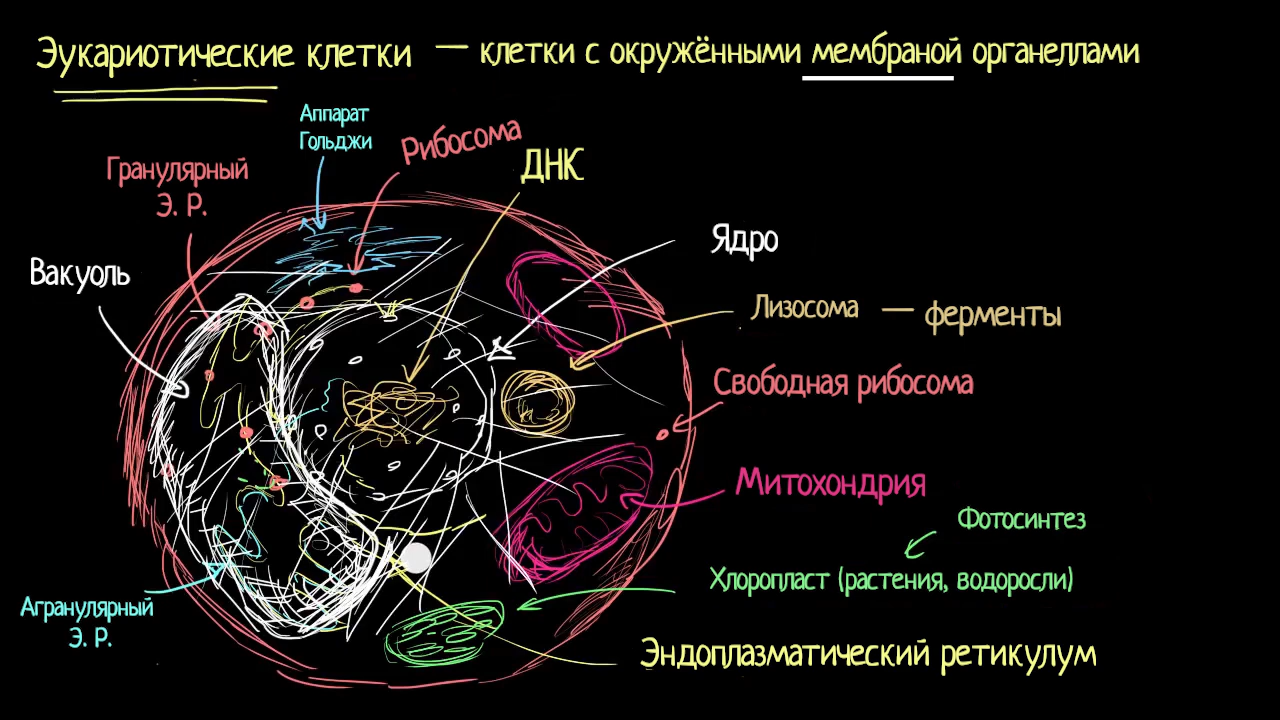 Эукариотические клетки — клетки с окружёнными мембраной органеллами
Аппарат
Гольджи
Рибосома
ДНК
Гранулярный
Э. Р.
Вакуоль
Ядро
Лизосома — ферменты
Свободная рибосома
Митохондрия
Фотосинтез
Хлоропласт (растения, водоросли)
Агранулярный
Э. Р.
Эндоплазматический ретикулум